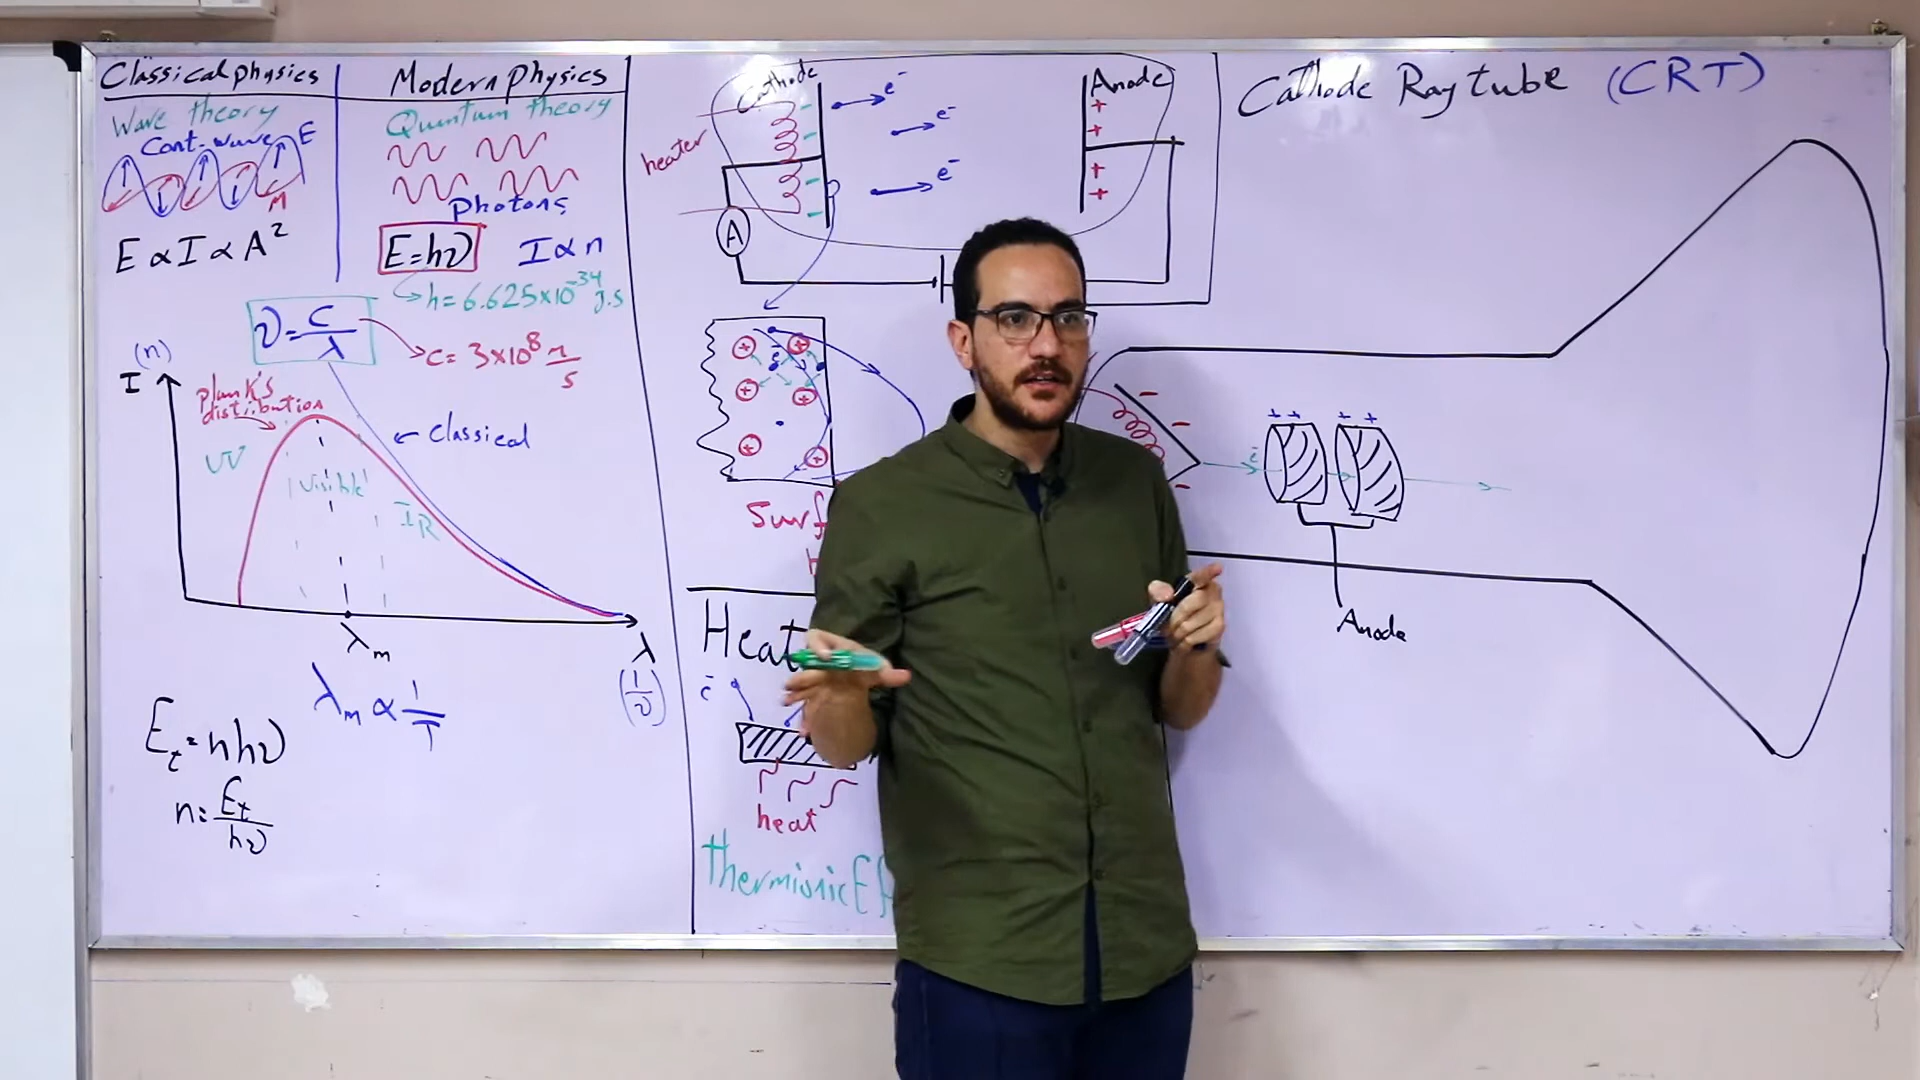 Classical physics
Wave theory
Cont. wave
E
M
E ∝ I ∝ A²
Modern physics
Quantum theory
photons
E=hν
I ∝ n
h=6.625×10⁻³⁴ J.S
ν=C/λ
C= 3×10⁸ m/s
(n)
I
plank's
distribution
classical
UV
visible
IR
λm
λ
(1/ν)
λm ∝ 1/T
Et=nhν
n=Et/hν
Cathode
heater
- - - -
e⁻
e⁻
e⁻
Anode
+
+
+
+
A
+ + + + + +
e⁻
Surf
Heat
e⁻
heat
thermionic Ef
Cathode Ray tube (CRT)
- - -
e⁻
+ + + +
Anode